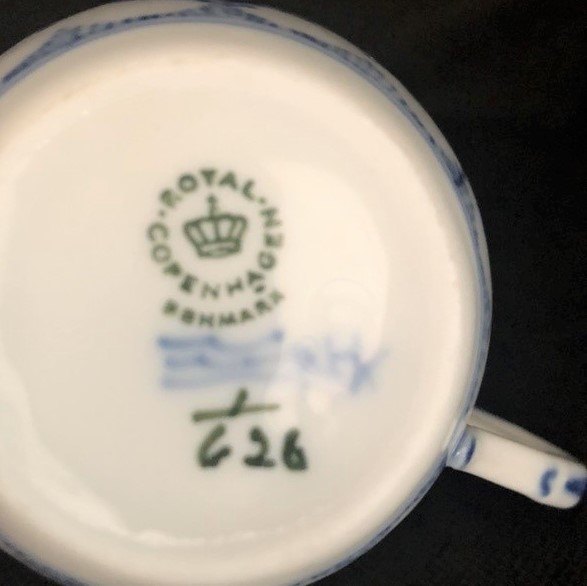 ROYAL
COPENHAGEN
DENMARK
1
626